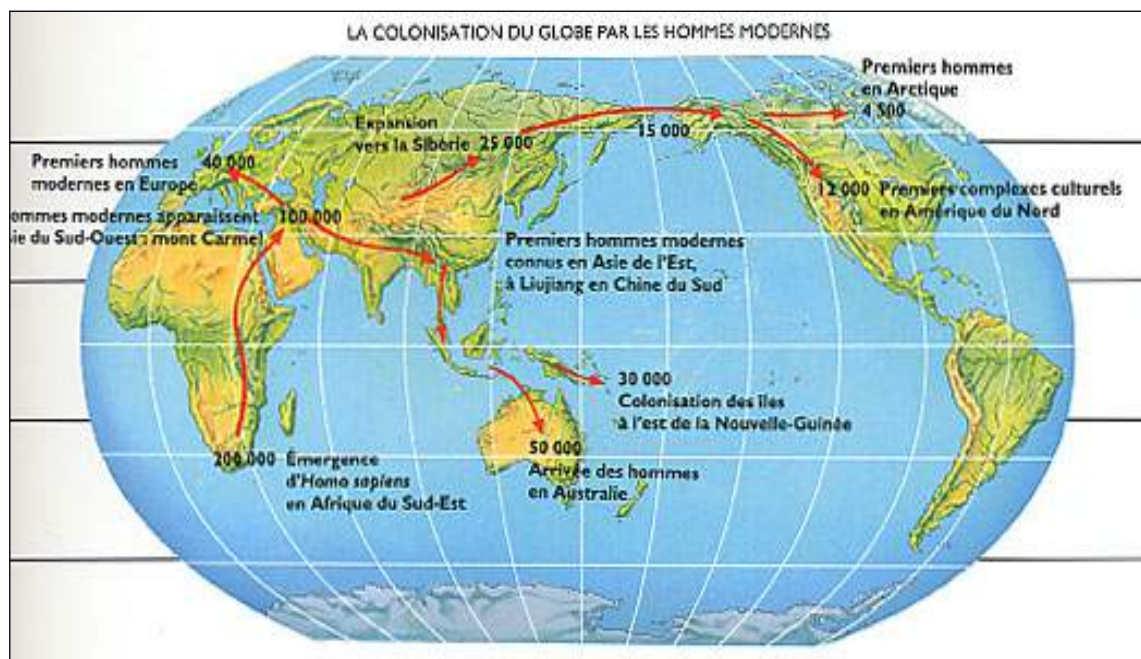 LA COLONISATION DU GLOBE PAR LES HOMMES MODERNES
Premiers hommes
en Arctique
4 500
Expansion
vers la Sibérie
25 000
15 000
Premiers hommes
modernes en Europe
40 000
12 000 Premiers complexes culturels
en Amérique du Nord
ommes modernes apparaissent
ie du Sud-Ouest : mont Carmel
100 000
Premiers hommes modernes
connus en Asie de l'Est,
à Liujiang en Chine du Sud
30 000
Colonisation des îles
à l'est de la Nouvelle-Guinée
50 000
Arrivée des hommes
en Australie
200 000 Émergence
d'Homo sapiens
en Afrique du Sud-Est